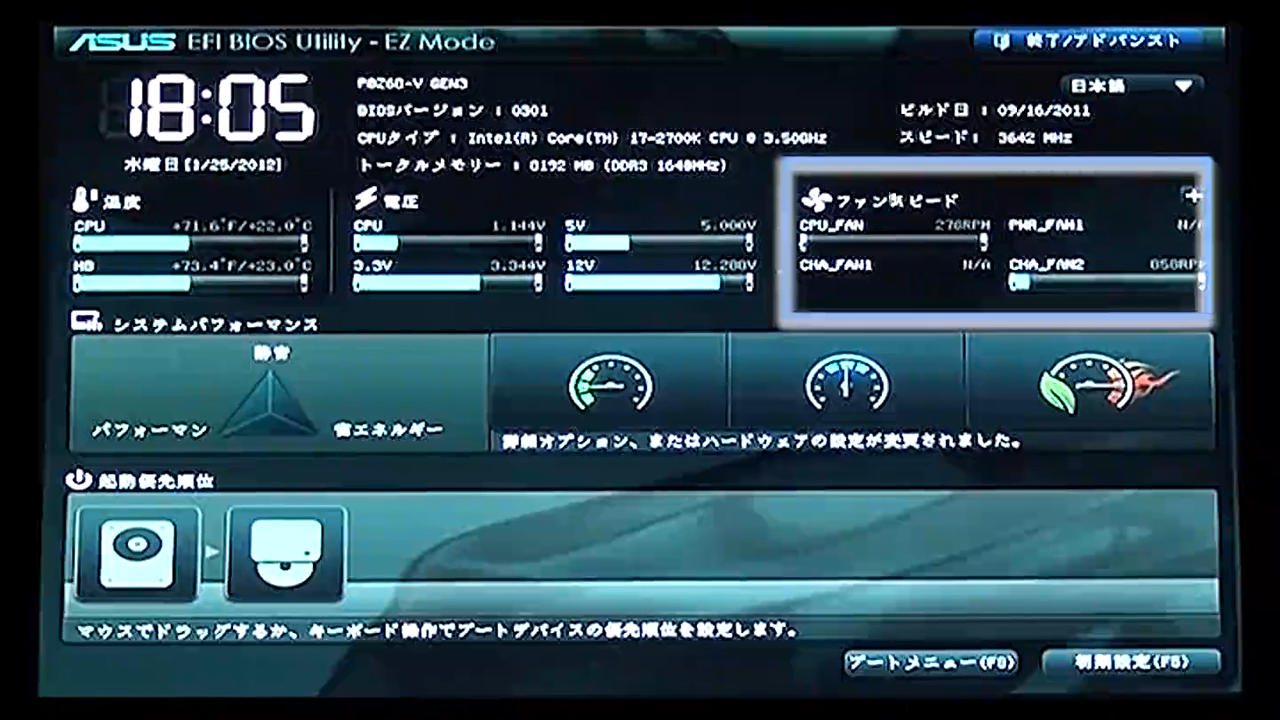 ASUS EFI BIOS Utility - EZ Mode
終了/アドバンスト
18:05
水曜日[1/25/2012]
P8Z68-V GEN3
BIOSバージョン : 0301
CPUタイプ : Intel(R) Core(TM) i7-2700K CPU @ 3.50GHz
トータルメモリー : 8192 MB (DDR3 1648MHz)
日本語
ビルド日 : 09/16/2011
スピード : 3642 MHz
温度
CPU +71.6°F/+22.0°C
MB +73.4°F/+23.0°C
電圧
CPU 1.144V 5V 5.000V
3.3V 3.344V 12V 12.288V
ファンスピード
CPU_FAN 276RPM PWR_FAN1 N/A
CHA_FAN1 N/A CHA_FAN2 858RP
システムパフォーマンス
静音
パフォーマン
省エネルギー
詳細オプション、またはハードウェアの設定が変更されました。
起動優先順位
マウスでドラッグするか、キーボード操作でブートデバイスの優先順位を設定します。
ブートメニュー(F8)
初期設定(F5)